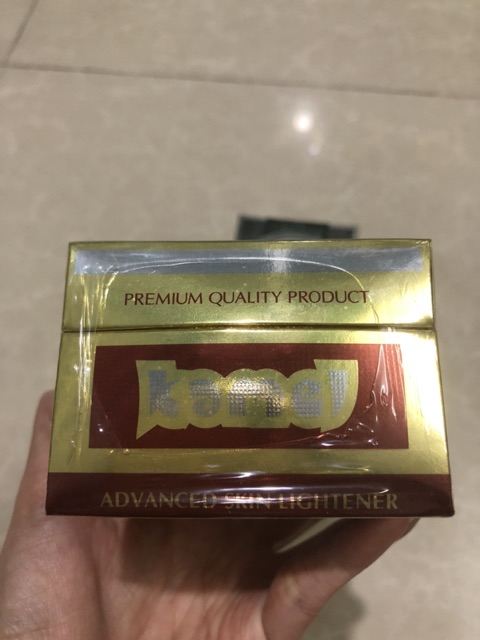 PREMIUM QUALITY PRODUCT
kamel
ADVANCED SKIN LIGHTENER